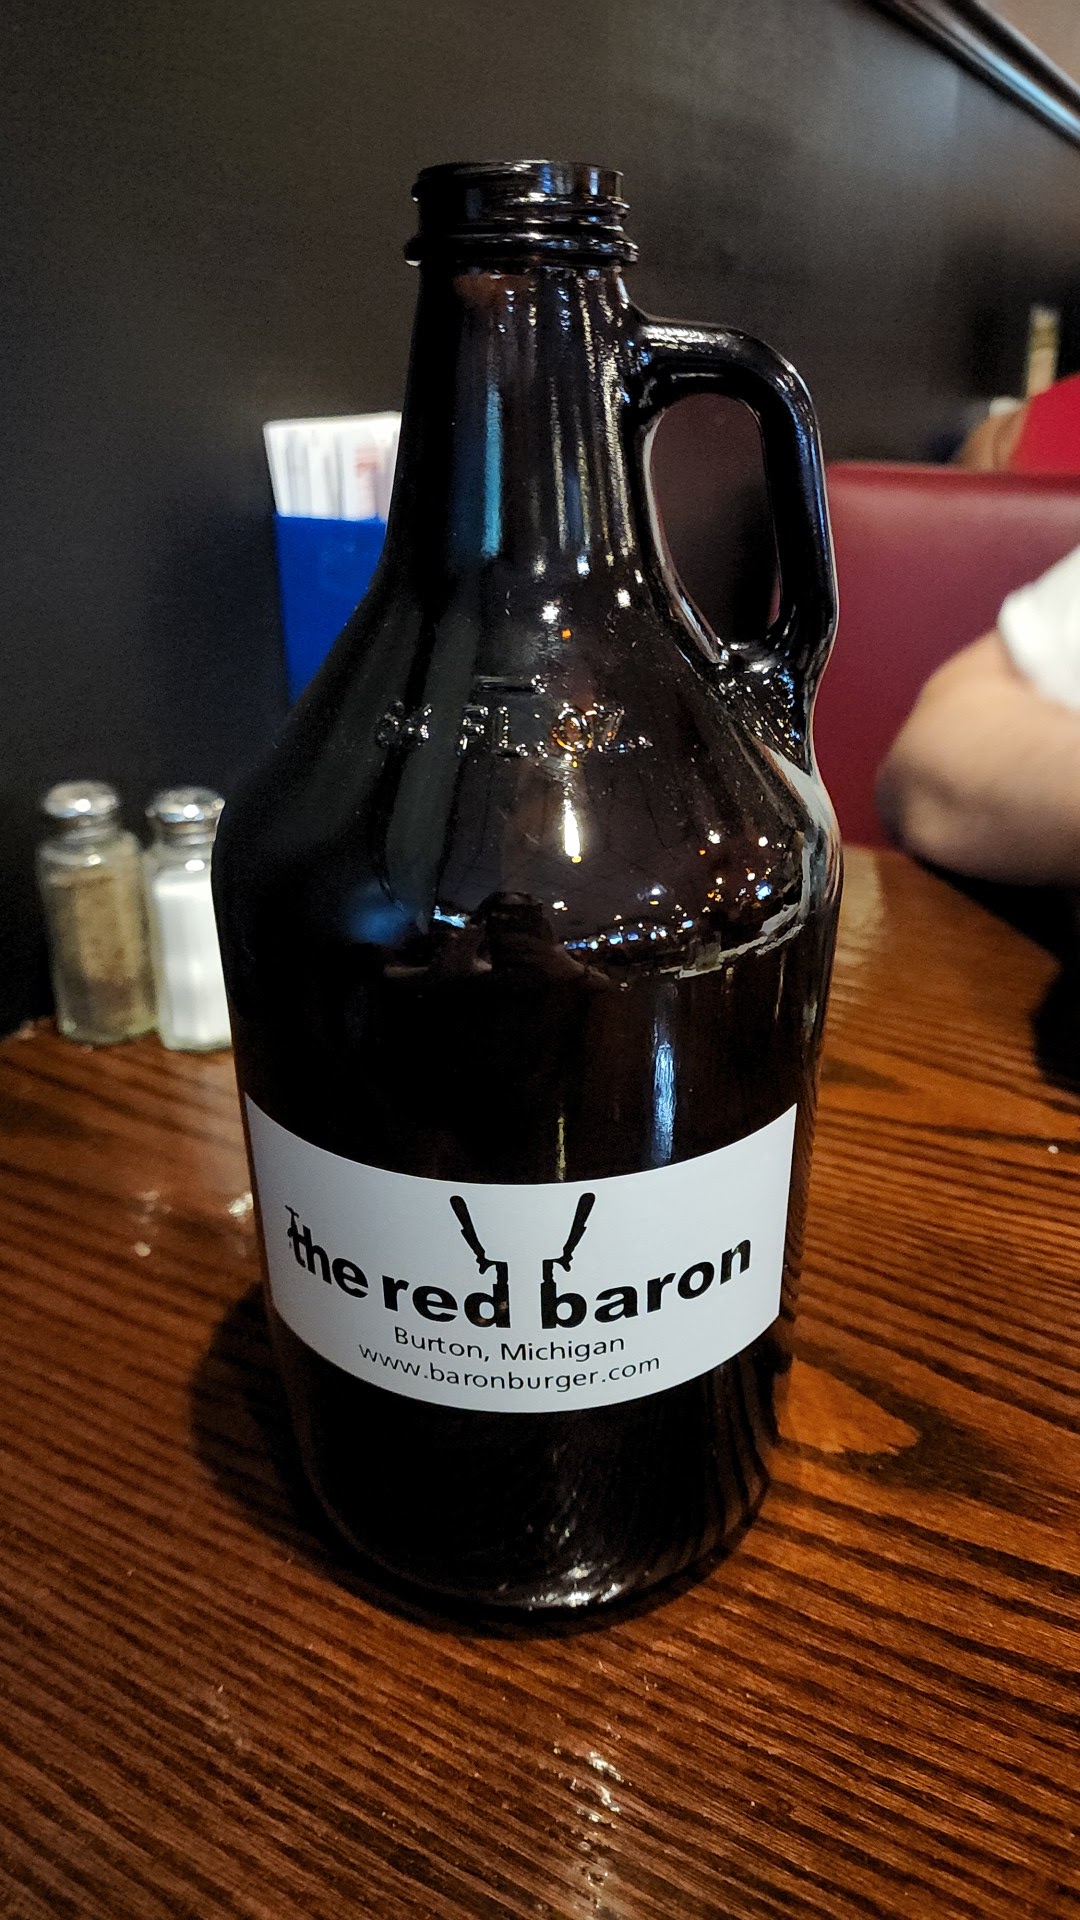 64 FL. OZ.
the red baron
Burton, Michigan
www.baronburger.com